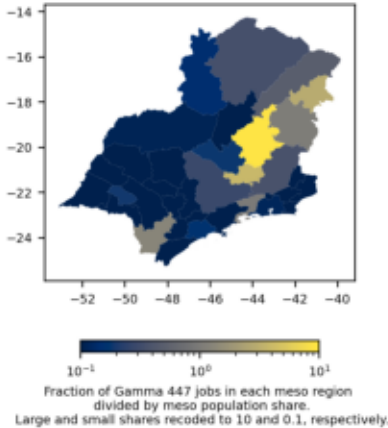 −14
−16
−18
−20
−22
−24
−52 −50 −48 −46 −44 −42 −40
10⁻¹ 10⁰ 10¹
Fraction of Gamma 447 jobs in each meso region
divided by meso population share.
Large and small shares recoded to 10 and 0.1, respectively.